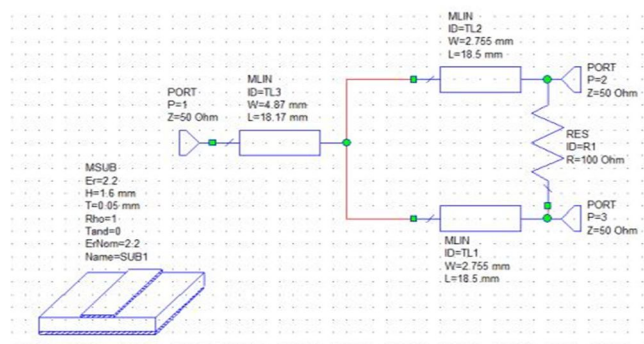 MLIN
ID=TL2
W=2.755 mm
L=18.5 mm
PORT
P=2
Z=50 Ohm
MLIN
ID=TL3
W=4.87 mm
L=18.17 mm
PORT
P=1
Z=50 Ohm
RES
ID=R1
R=100 Ohm
MSUB
Er=2.2
H=1.6 mm
T=0.05 mm
Rho=1
Tand=0
ErNom=2.2
Name=SUB1
PORT
P=3
Z=50 Ohm
MLIN
ID=TL1
W=2.755 mm
L=18.5 mm